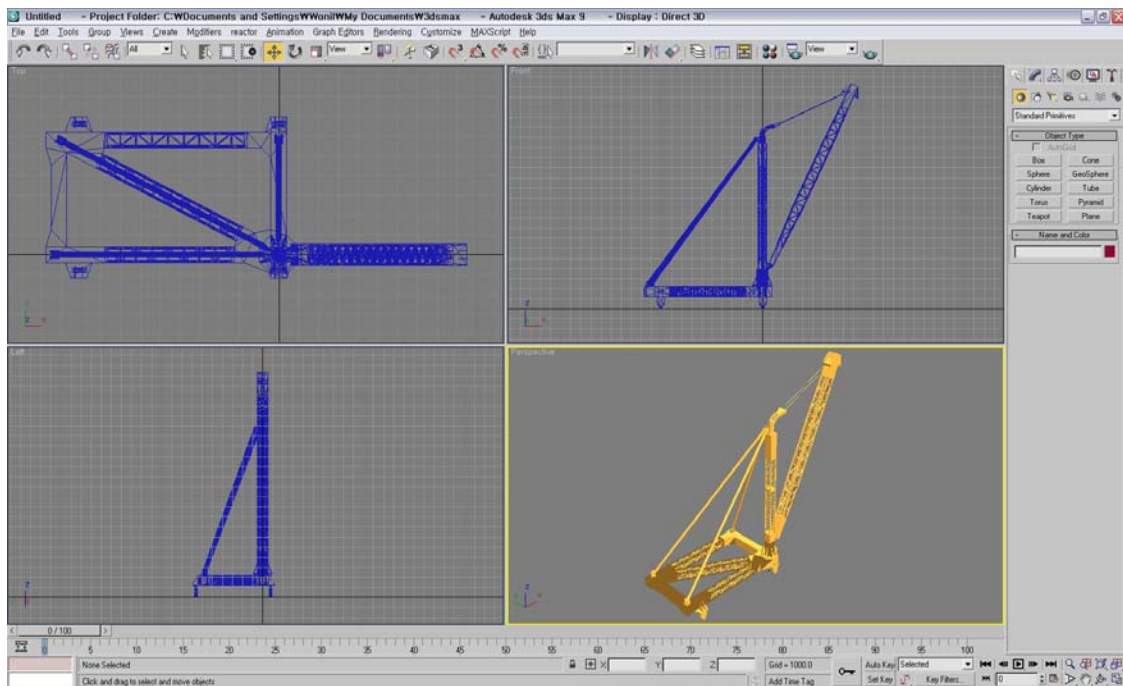 Untitled - Project Folder: C:₩Documents and Settings₩Wonil₩My Documents₩3dsmax - Autodesk 3ds Max 9 - Display : Direct 3D
File Edit Tools Group Views Create Modifiers reactor Animation Graph Editors Rendering Customize MAXScript Help
All View View
Top
Front
Standard Primitives
Object Type
AutoGrid
Box Cone
Sphere GeoSphere
Cylinder Tube
Torus Pyramid
Teapot Plane
Name and Color
Left
Perspective
0 / 100
0 5 10 15 20 25 30 35 40 45 50 55 60 65 70 75 80 85 90 95 100
None Selected X: Y: Z: Grid = 1000.0 Auto Key Selected
Click and drag to select and move objects Add Time Tag Set Key Key Filters... 0